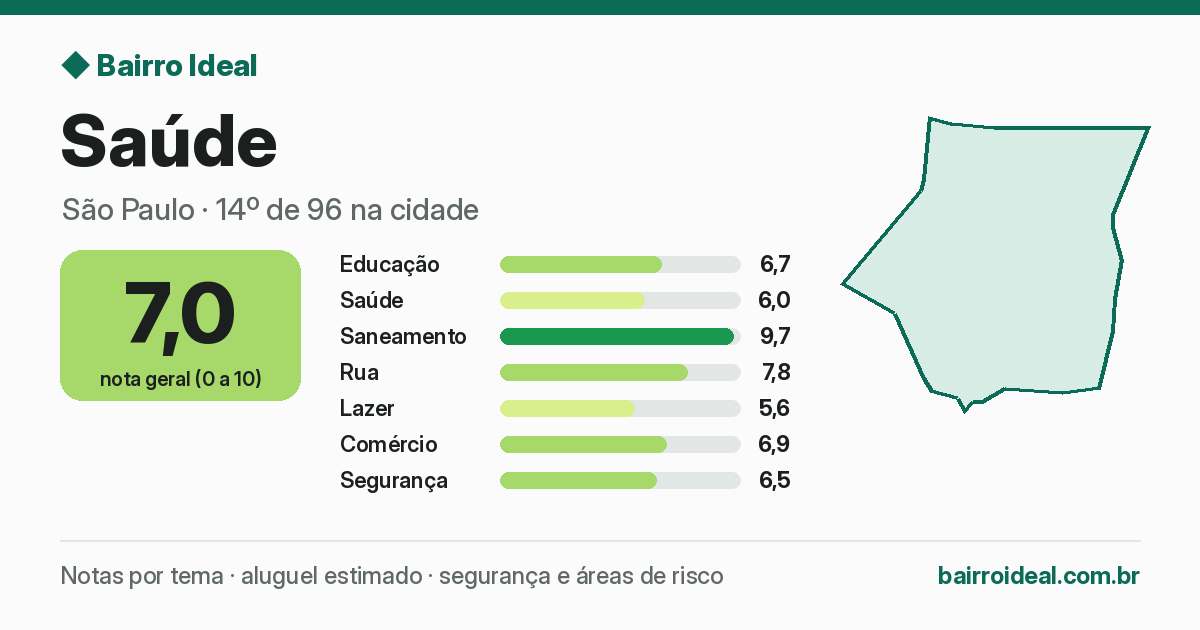 Bairro Ideal
Saúde
São Paulo · 14º de 96 na cidade
7,0
nota geral (0 a 10)
Educação 6,7
Saúde 6,0
Saneamento 9,7
Rua 7,8
Lazer 5,6
Comércio 6,9
Segurança 6,5
Notas por tema · aluguel estimado · segurança e áreas de risco
bairroideal.com.br